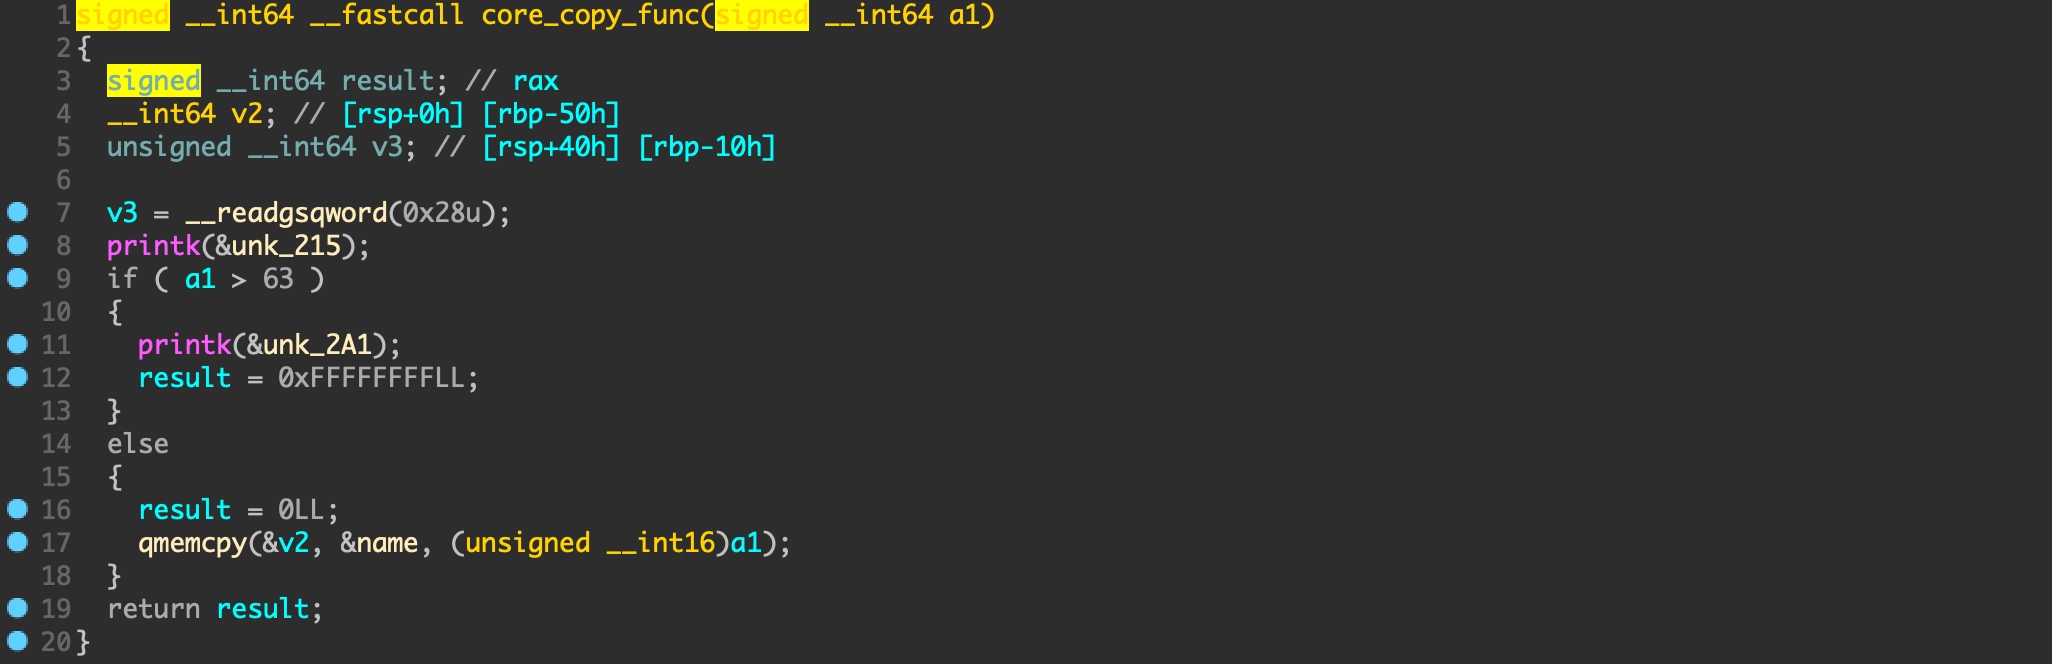 1 signed __int64 __fastcall core_copy_func(signed __int64 a1)
2 {
3   signed __int64 result; // rax
4   __int64 v2; // [rsp+0h] [rbp-50h]
5   unsigned __int64 v3; // [rsp+40h] [rbp-10h]
6
7   v3 = __readgsqword(0x28u);
8   printk(&unk_215);
9   if ( a1 > 63 )
10   {
11     printk(&unk_2A1);
12     result = 0xFFFFFFFFLL;
13   }
14   else
15   {
16     result = 0LL;
17     qmemcpy(&v2, &name, (unsigned __int16)a1);
18   }
19   return result;
20 }